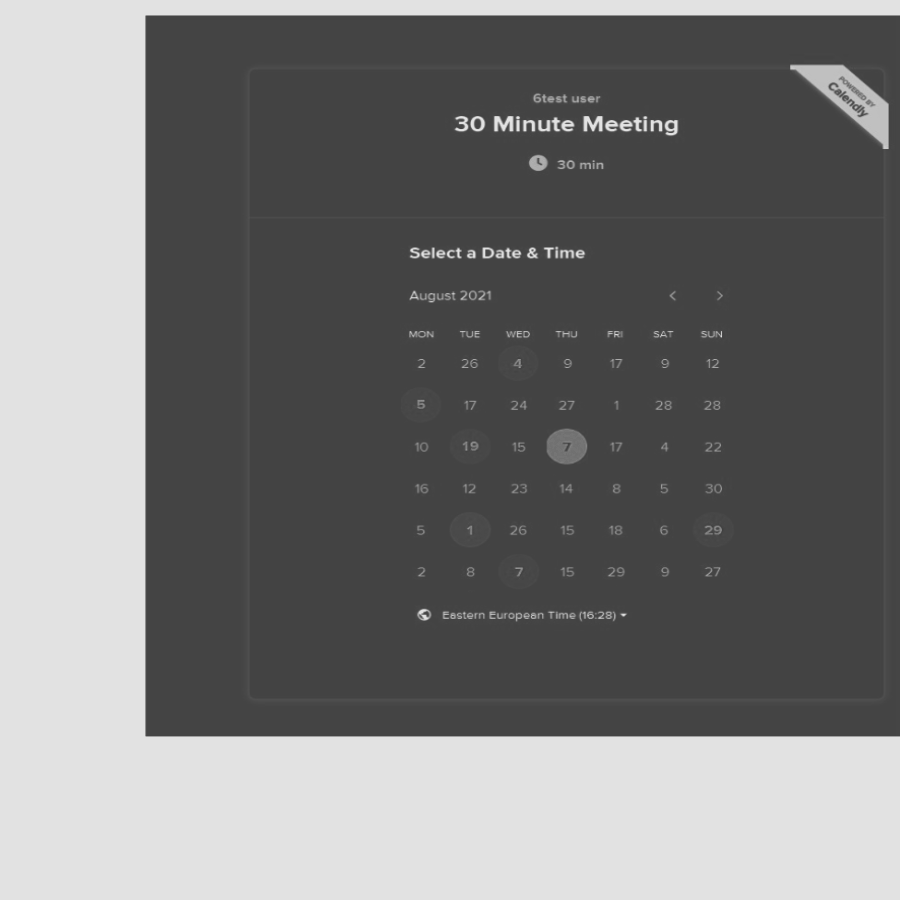 POWERED BY
Calendly
6test user
30 Minute Meeting
30 min
Select a Date & Time
August 2021
MON TUE WED THU FRI SAT SUN
2 26 4 9 17 9 12
5 17 24 27 1 28 28
10 19 15 7 17 4 22
16 12 23 14 8 5 30
5 1 26 15 18 6 29
2 8 7 15 29 9 27
Eastern European Time (16:28)